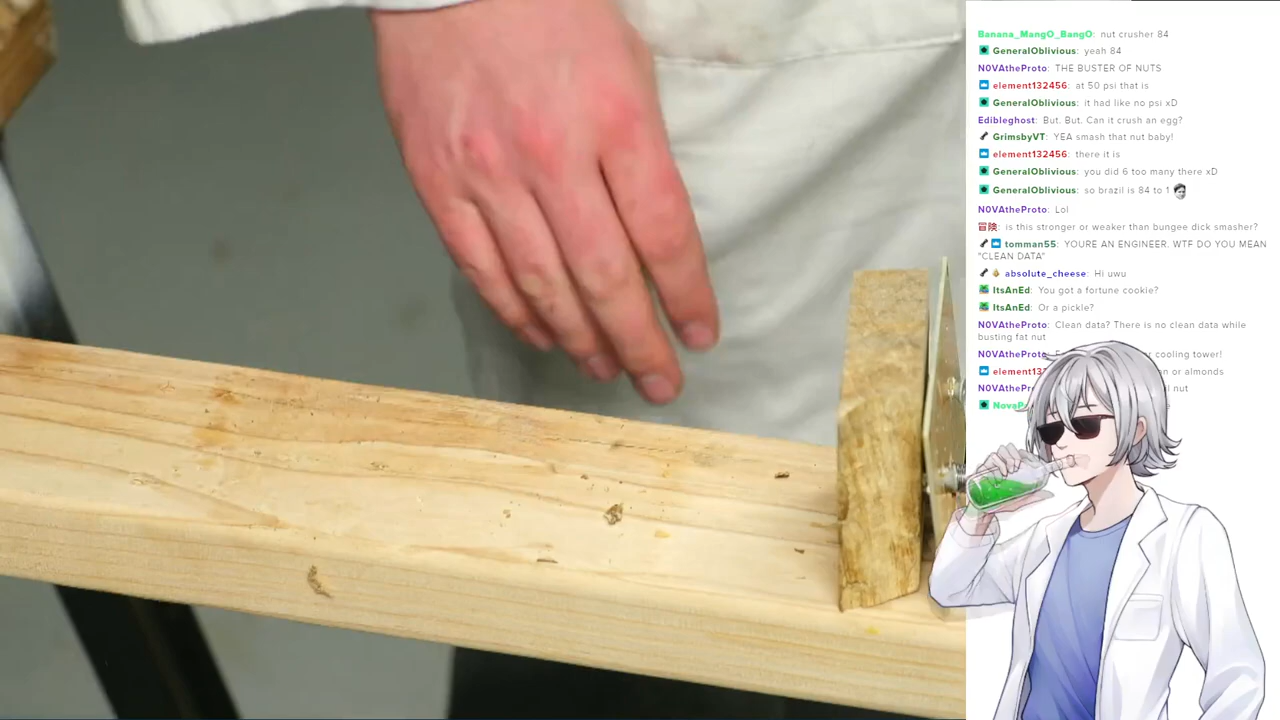 Banana_MangO_BangO: nut crusher 84
GeneralOblivious: yeah 84
N0VAtheProto: THE BUSTER OF NUTS
element132456: at 50 psi that is
GeneralOblivious: it had like no psi xD
Edibleghost: But. But. Can it crush an egg?
GrimsbyVT: YEA smash that nut baby!
element132456: there it is
GeneralOblivious: you did 6 too many there xD
GeneralOblivious: so brazil is 84 to 1
N0VAtheProto: Lol
冒険: is this stronger or weaker than bungee dick smasher?
tomman55: YOURE AN ENGINEER. WTF DO YOU MEAN
"CLEAN DATA"
absolute_cheese: Hi uwu
ItsAnEd: You got a fortune cookie?
ItsAnEd: Or a pickle?
N0VAtheProto: Clean data? There is no clean data while
busting fat nut
N0VAtheProto cooling tower!
or almonds
nut